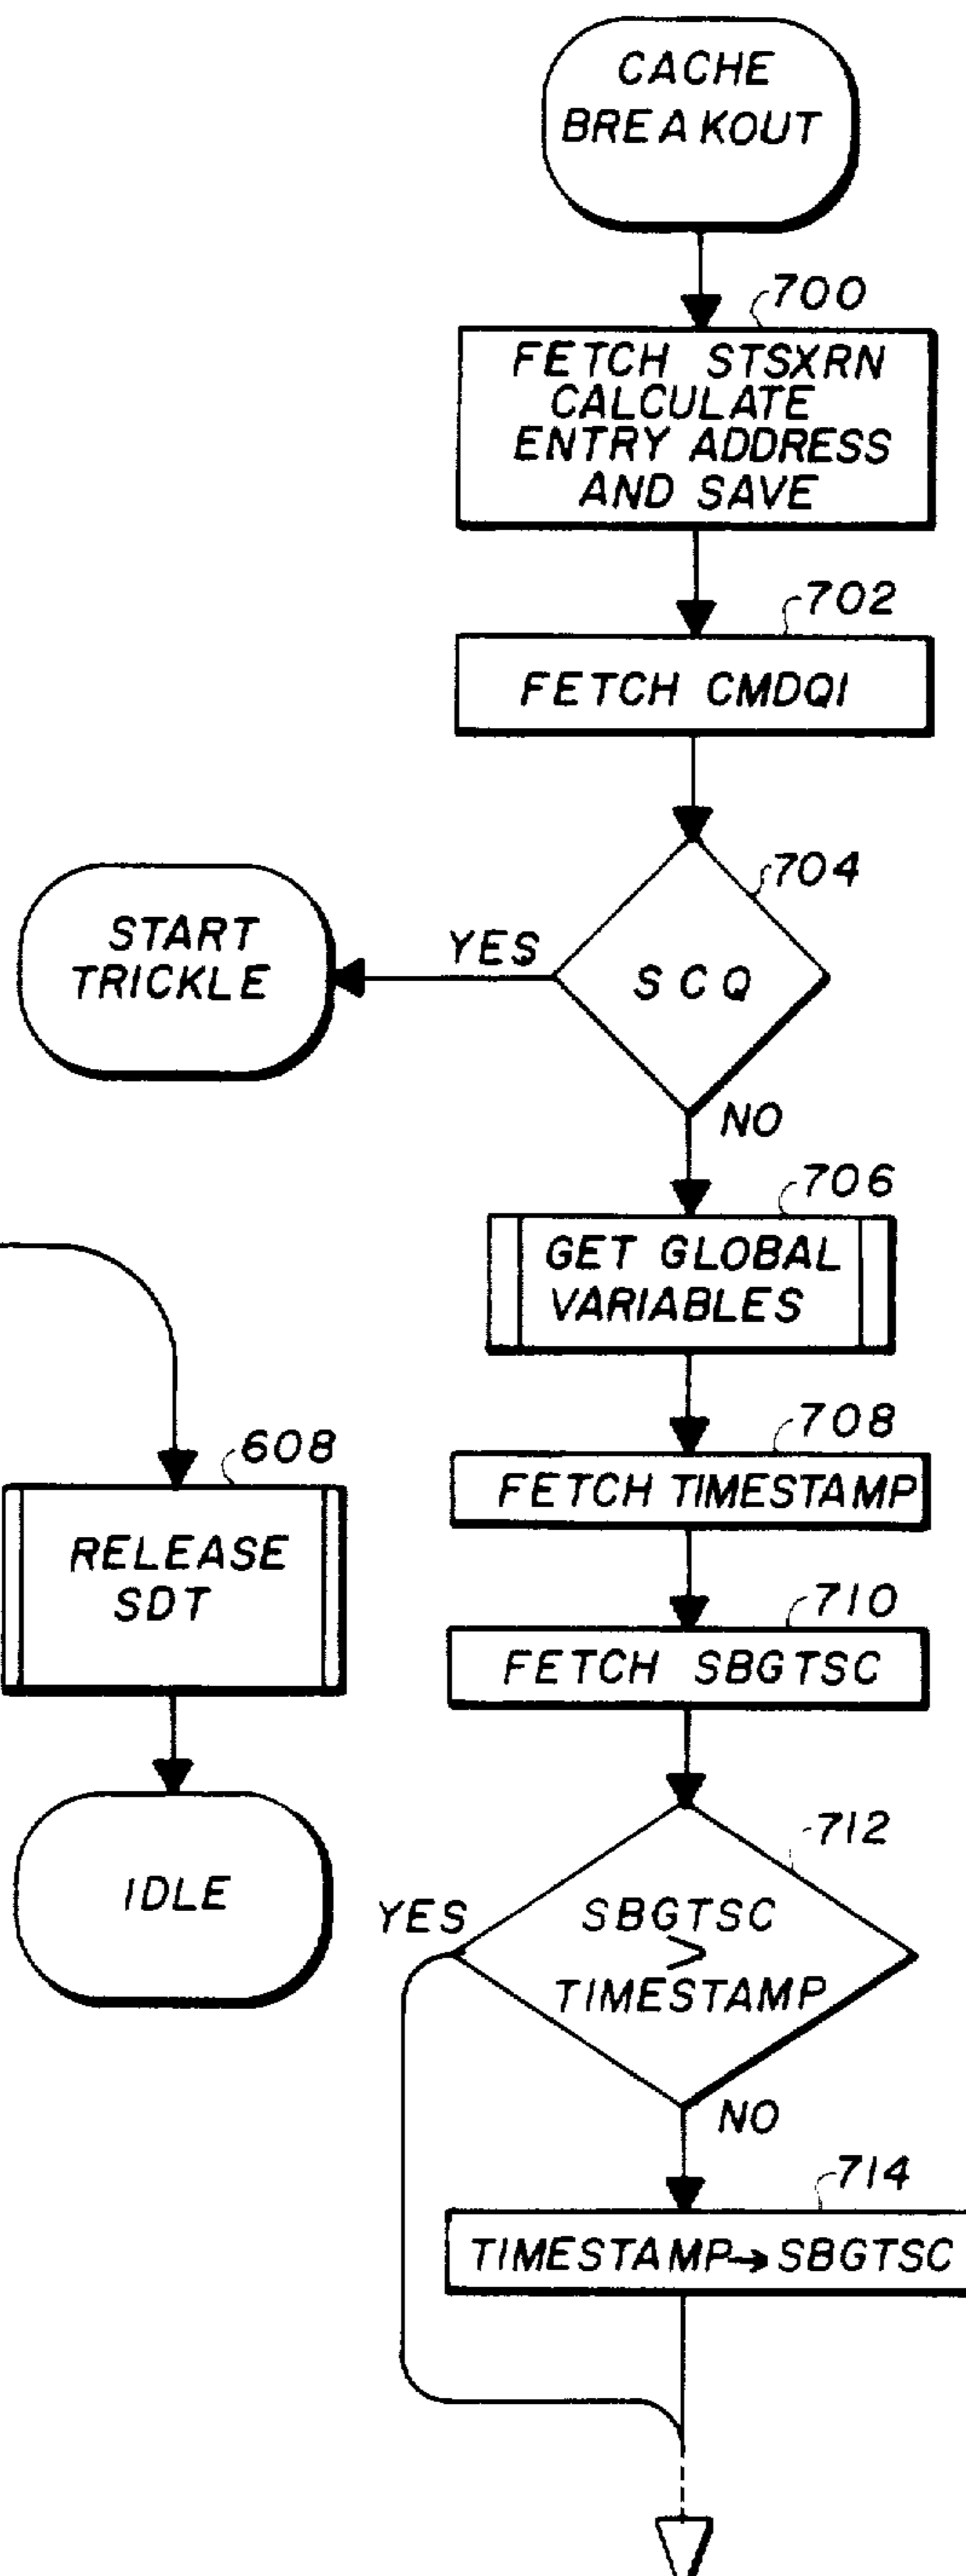 CACHE
BREAKOUT
700
FETCH STSXRN
CALCULATE
ENTRY ADDRESS
AND SAVE
702
FETCH CMDQI
704
SCQ
YES
START
TRICKLE
NO
706
GET GLOBAL
VARIABLES
708
FETCH TIMESTAMP
608
RELEASE
SDT
710
FETCH SBGTSC
IDLE
712
YES
SBGTSC
>
TIMESTAMP
NO
714
TIMESTAMP→SBGTSC